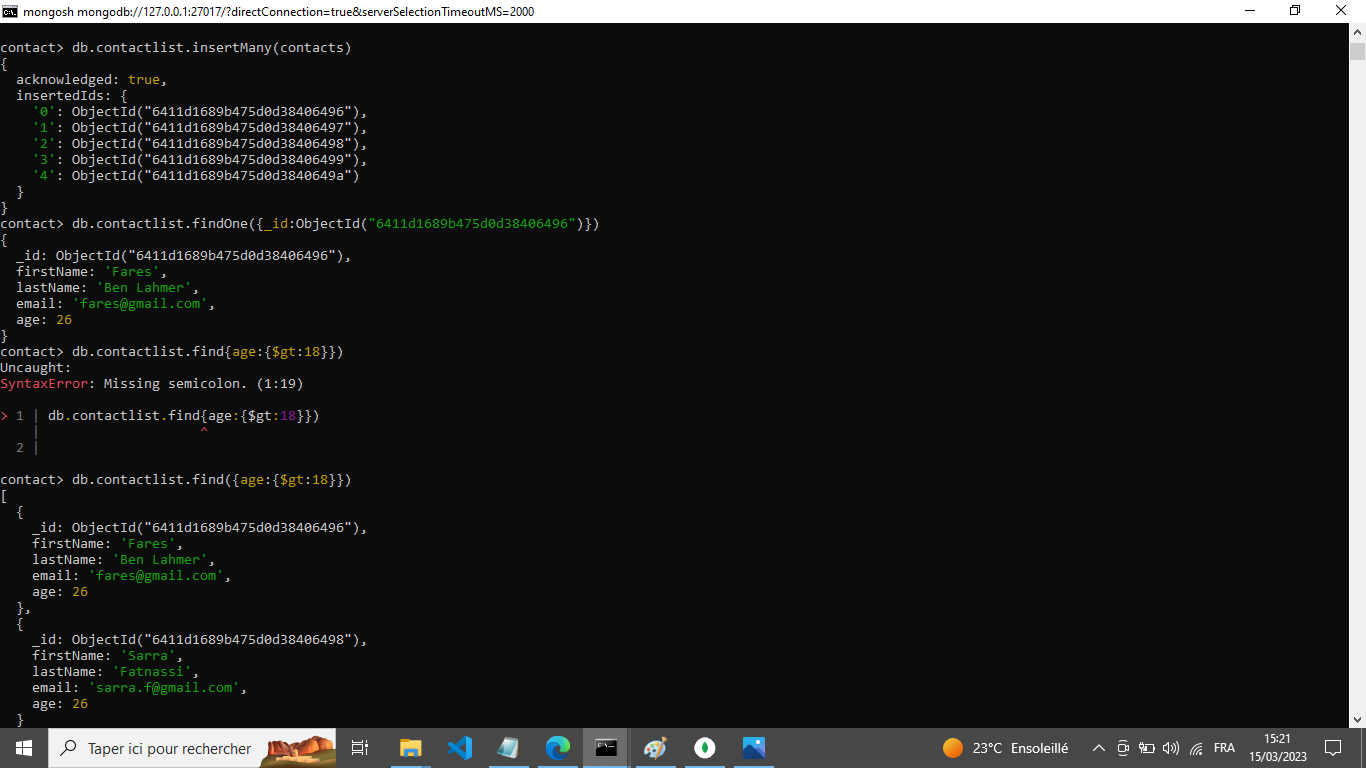 mongosh mongodb://127.0.0.1:27017/?directConnection=true&serverSelectionTimeoutMS=2000
contact> db.contactlist.insertMany(contacts)
{
  acknowledged: true,
  insertedIds: {
    '0': ObjectId("6411d1689b475d0d38406496"),
    '1': ObjectId("6411d1689b475d0d38406497"),
    '2': ObjectId("6411d1689b475d0d38406498"),
    '3': ObjectId("6411d1689b475d0d38406499"),
    '4': ObjectId("6411d1689b475d0d3840649a")
  }
}
contact> db.contactlist.findOne({_id:ObjectId("6411d1689b475d0d38406496")})
{
  _id: ObjectId("6411d1689b475d0d38406496"),
  firstName: 'Fares',
  lastName: 'Ben Lahmer',
  email: 'fares@gmail.com',
  age: 26
}
contact> db.contactlist.find{age:{$gt:18}})
Uncaught:
SyntaxError: Missing semicolon. (1:19)
> 1 | db.contactlist.find{age:{$gt:18}})
    |                    ^
  2 |
contact> db.contactlist.find({age:{$gt:18}})
[
  {
    _id: ObjectId("6411d1689b475d0d38406496"),
    firstName: 'Fares',
    lastName: 'Ben Lahmer',
    email: 'fares@gmail.com',
    age: 26
  },
  {
    _id: ObjectId("6411d1689b475d0d38406498"),
    firstName: 'Sarra',
    lastName: 'Fatnassi',
    email: 'sarra.f@gmail.com',
    age: 26
  }
Taper ici pour rechercher
23°C Ensoleillé
FRA
15:21
15/03/2023